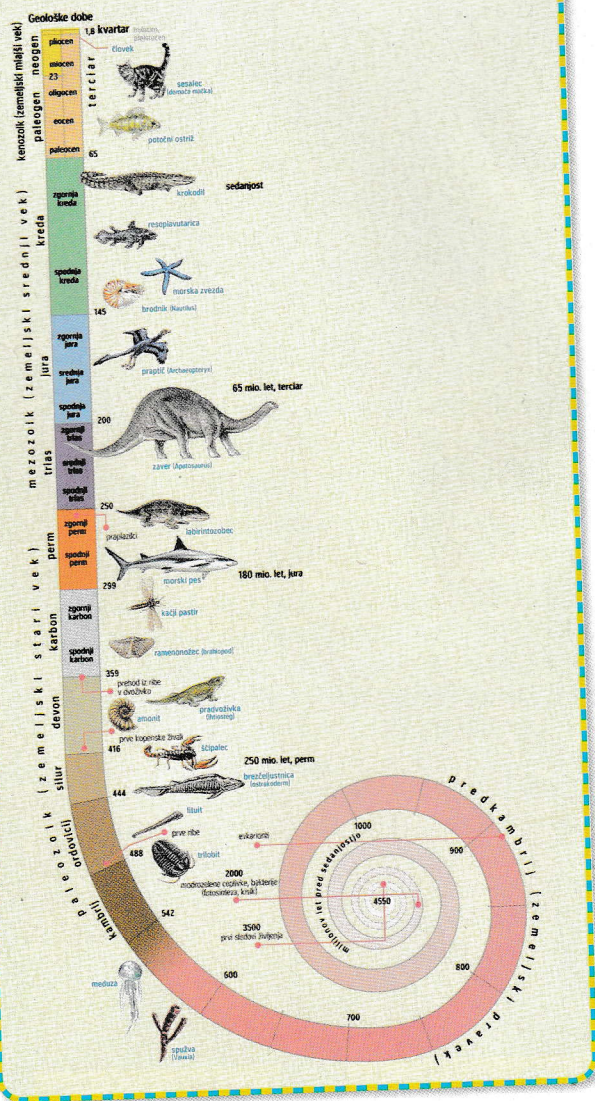 Geološke dobe
1,8 kvartar
holocen,
pleistocen
kenozoik (zemeljski mlajši vek)
neogen
paleogen
terciar
pliocen
miocen
23
oligocen
eocen
paleocen
65
človek
sesalec
(domača mačka)
potočni ostriž
mezozoik (zemeljski srednji vek)
kreda
zgornja
kreda
spodnja
kreda
145
krokodil
sedanjost
resoplavutarica
morska zvezda
brodnik (Nautilus)
jura
zgornja
jura
srednja
jura
spodnja
jura
200
praptič (Archaeopteryx)
65 mio. let, terciar
trias
zgornji
trias
srednji
trias
spodnji
trias
250
zaver (Apatosaurus)
paleozoik (zemeljski stari vek)
perm
zgornji
perm
spodnji
perm
299
praplazilci
labirintozobec
morski pes
180 mio. let, jura
karbon
zgornji
karbon
spodnji
karbon
359
kačji pastir
ramenonožec (brahiopod)
devon
prehod iz ribe
v dvoživko
pradvoživka
(Ihtiosteg)
amonit
prve kopenske živali
416
silur
ščipalec
250 mio. let, perm
brezčeljustnica
(ostrakoderm)
444
ordovicij
lituit
prve ribe
488
trilobit
kambrij
542
meduza
spužva
(Vauxia)
predkambrij (zemeljski pravek)
600
700
800
900
1000
milijonov let pred sedanjostjo
evkarionti
2000
modrozelene cepljivke, bakterije
(fotosinteza, kisik)
3500
prvi sledovi življenja
4550